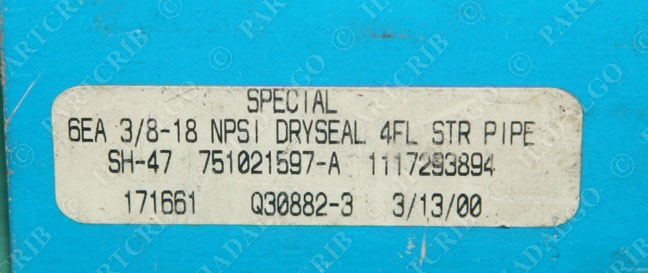 SPECIAL
6EA 3/8-18 NPSI DRYSEAL 4FL STR PIPE
SH-47 751021597-A 1117293894
171661 Q30882-3 3/13/00